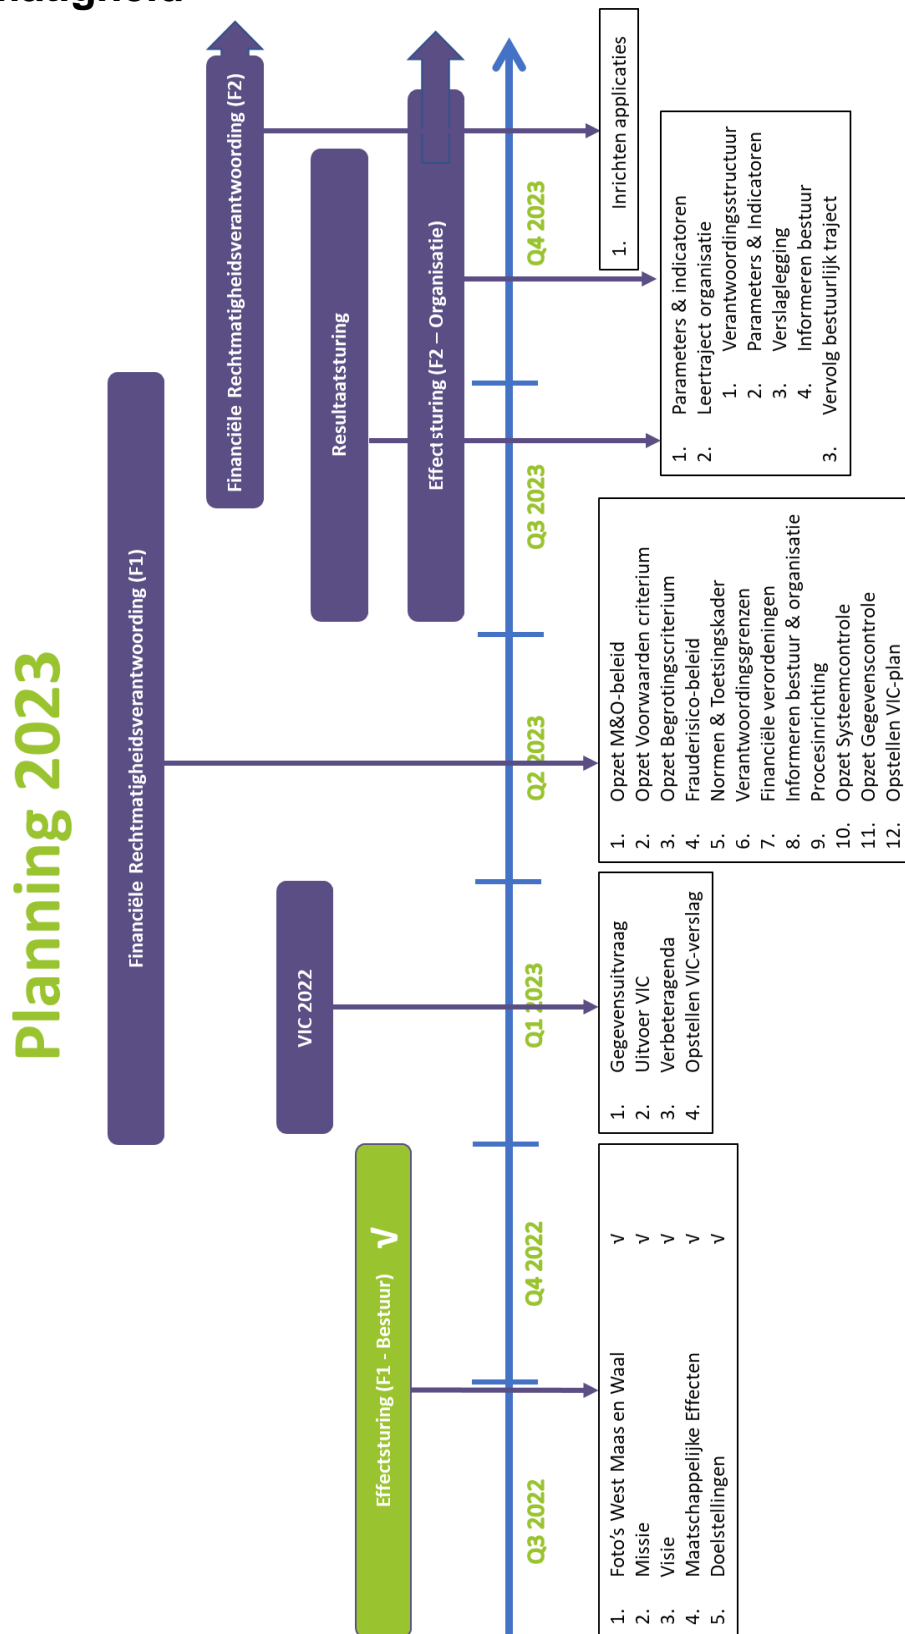 Planning 2023
Financiële Rechtmatigheidsverantwoording (F1)
Financiële Rechtmatigheidsverantwoording (F2)
VIC 2022
Resultaatsturing
Effectsturing (F1 - Bestuur) √
Effectsturing (F2 – Organisatie)
Q3 2022
Q4 2022
Q1 2023
Q2 2023
Q3 2023
Q4 2023
1. Foto's West Maas en Waal √
2. Missie √
3. Visie √
4. Maatschappelijke Effecten √
5. Doelstellingen √
1. Gegevensuitvraag
2. Uitvoer VIC
3. Verbeteragenda
4. Opstellen VIC-verslag
1. Opzet M&O-beleid
2. Opzet Voorwaarden criterium
3. Opzet Begrotingscriterium
4. Frauderisico-beleid
5. Normen & Toetsingskader
6. Verantwoordingsgrenzen
7. Financiële verordeningen
8. Informeren bestuur & organisatie
9. Procesinrichting
10. Opzet Systeemcontrole
11. Opzet Gegevenscontrole
12. Opstellen VIC-plan
1. Parameters & indicatoren
2. Leertraject organisatie
1. Verantwoordingsstructuur
2. Parameters & Indicatoren
3. Verslaglegging
4. Informeren bestuur
3. Vervolg bestuurlijk traject
1. Inrichten applicaties